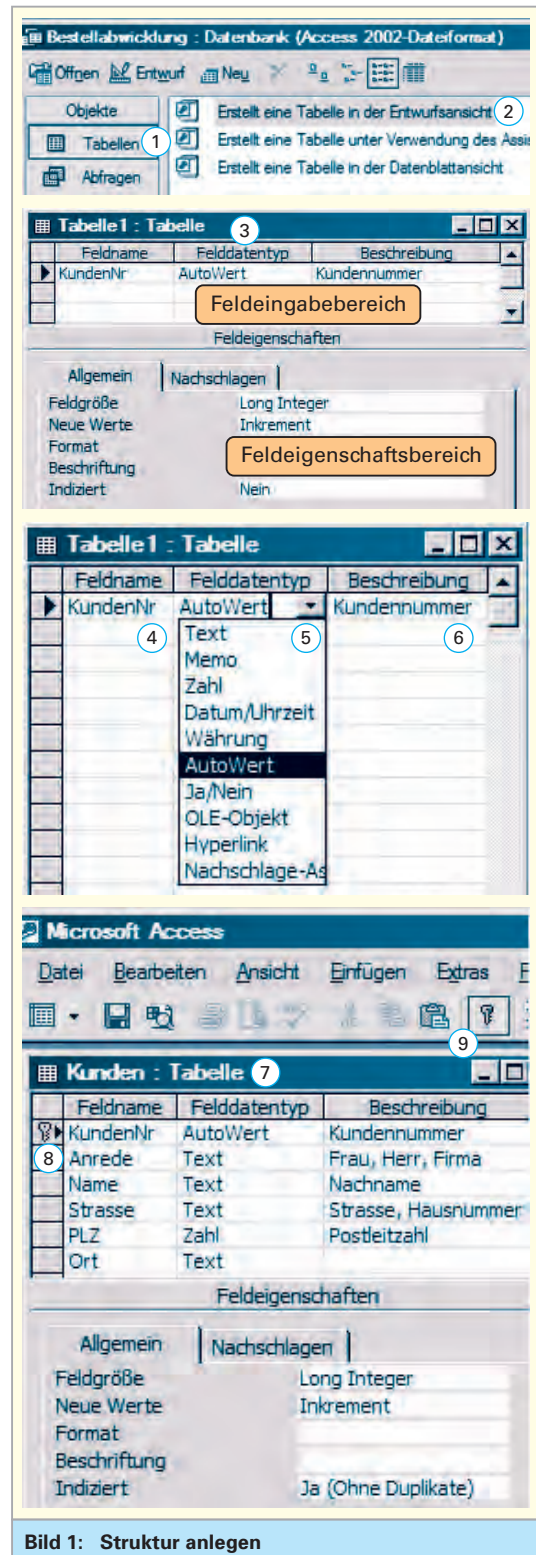 Bestellabwicklung : Datenbank (Access 2002-Dateiformat)
Öffnen Entwurf Neu
Objekte
Erstellt eine Tabelle in der Entwurfsansicht 2
Tabellen 1
Erstellt eine Tabelle unter Verwendung des Assis
Abfragen
Erstellt eine Tabelle in der Datenblattansicht
Tabelle1 : Tabelle 3
Feldname Felddatentyp Beschreibung
KundenNr AutoWert Kundennummer
Feldeingabebereich
Feldeigenschaften
Allgemein Nachschlagen
Feldgröße Long Integer
Neue Werte Inkrement
Format
Feldeigenschaftsbereich
Beschriftung
Indiziert Nein
Tabelle1 : Tabelle
Feldname Felddatentyp Beschreibung
KundenNr AutoWert Kundennummer
4 5 6
Text
Memo
Zahl
Datum/Uhrzeit
Währung
AutoWert
Ja/Nein
OLE-Objekt
Hyperlink
Nachschlage-As
Microsoft Access
Datei Bearbeiten Ansicht Einfügen Extras F
9
Kunden : Tabelle 7
Feldname Felddatentyp Beschreibung
KundenNr AutoWert Kundennummer
8 Anrede Text Frau, Herr, Firma
Name Text Nachname
Strasse Text Strasse, Hausnummer
PLZ Zahl Postleitzahl
Ort Text
Feldeigenschaften
Allgemein Nachschlagen
Feldgröße Long Integer
Neue Werte Inkrement
Format
Beschriftung
Indiziert Ja (Ohne Duplikate)
Bild 1: Struktur anlegen